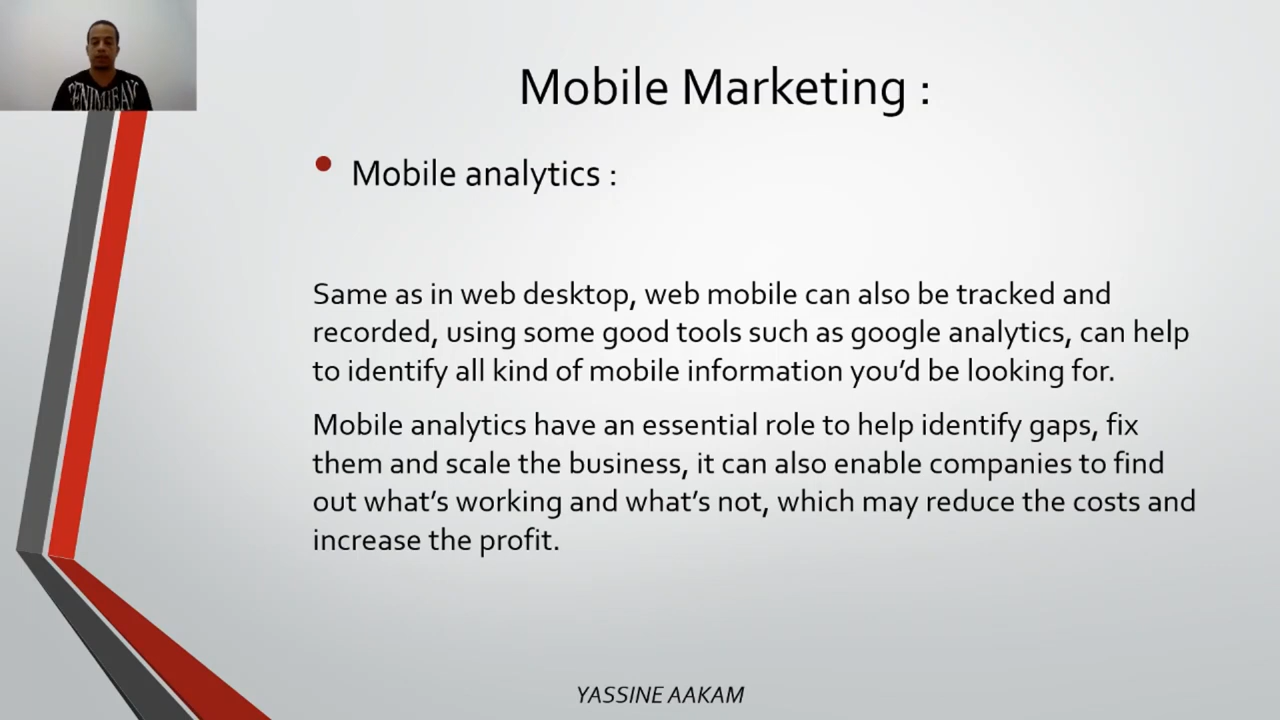 Mobile Marketing :
Mobile analytics :
Same as in web desktop, web mobile can also be tracked and
recorded, using some good tools such as google analytics, can help
to identify all kind of mobile information you’d be looking for.
Mobile analytics have an essential role to help identify gaps, fix
them and scale the business, it can also enable companies to find
out what’s working and what’s not, which may reduce the costs and
increase the profit.
YASSINE AAKAM